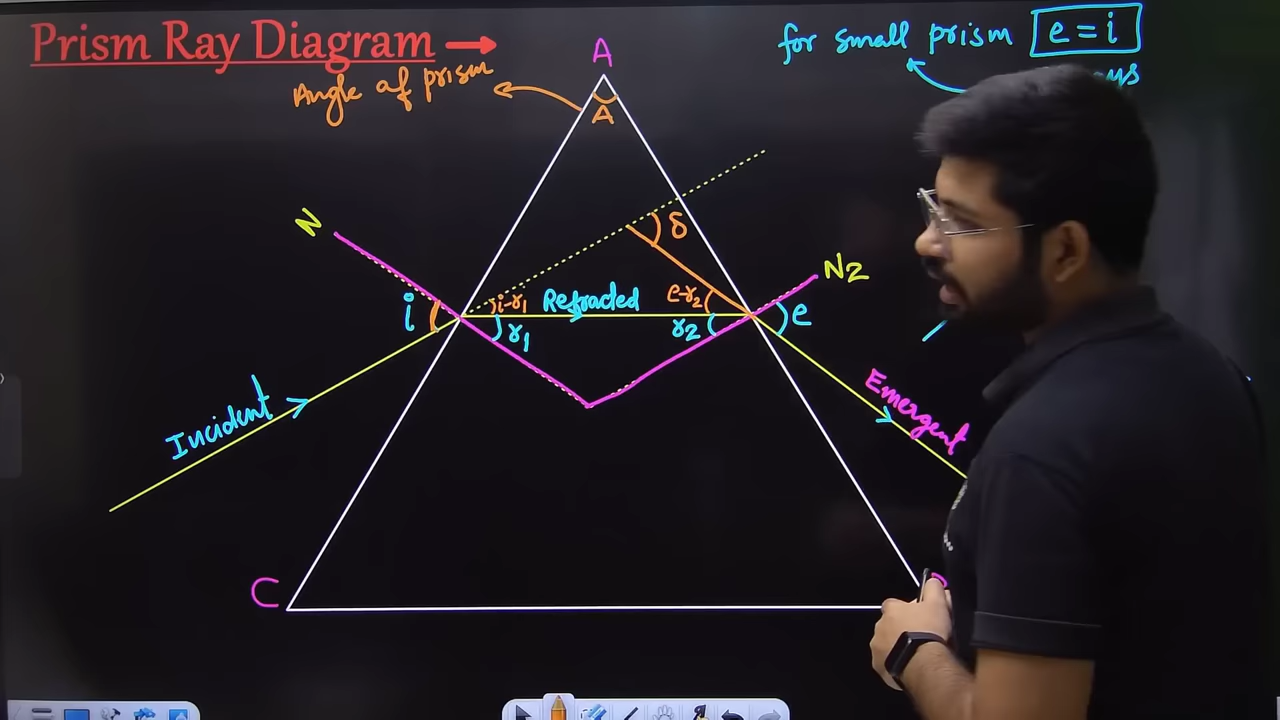 Prism Ray Diagram
for small prism e=i
A
Angle of prism
A
N
δ
N2
i
i-r1
Refracted
e-r2
e
r1
r2
Incident
Emergent
C